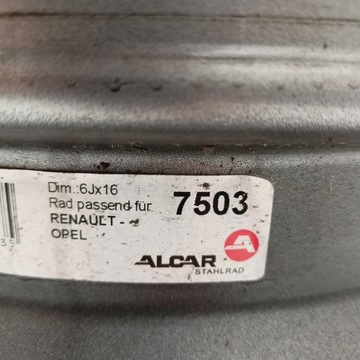 Dim.:6Jx16
Rad passend für 7503
RENAULT -
OPEL
ALCAR
STAHLRAD